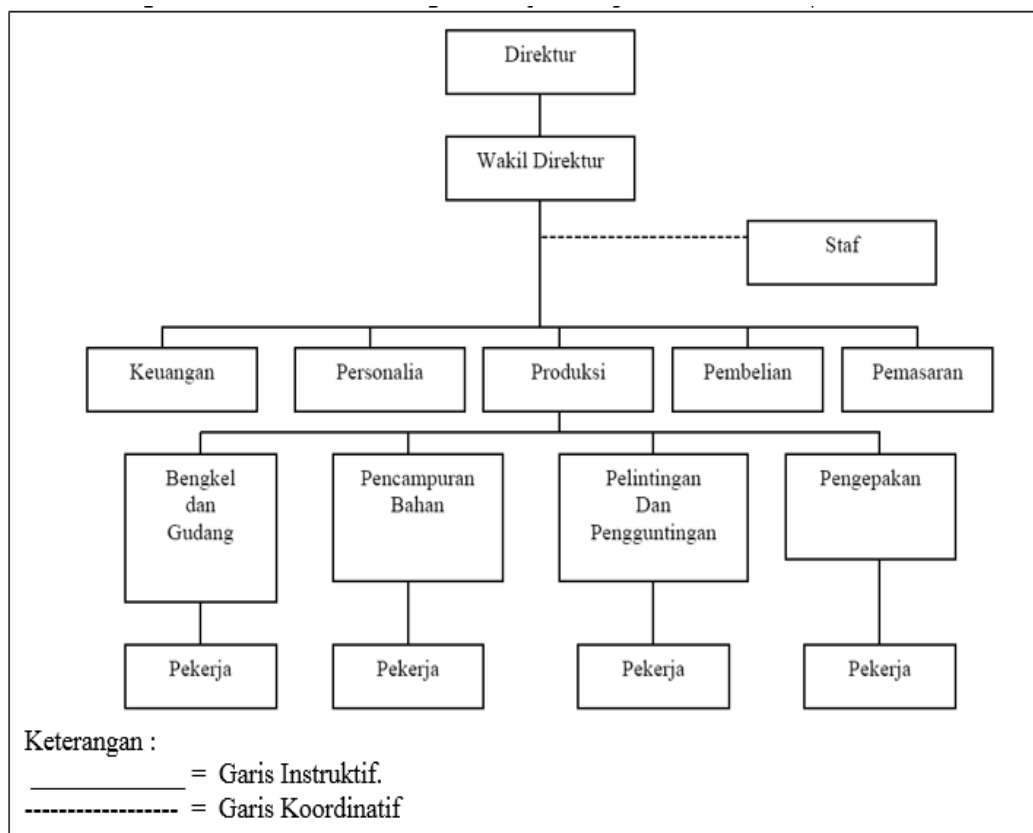 Direktur
Wakil Direktur
Staf
Keuangan
Personalia
Produksi
Pembelian
Pemasaran
Bengkel
dan
Gudang
Pencampuran
Bahan
Pelintingan
Dan
Pengguntingan
Pengepakan
Pekerja
Pekerja
Pekerja
Pekerja
Keterangan :
= Garis Instruktif.
= Garis Koordinatif